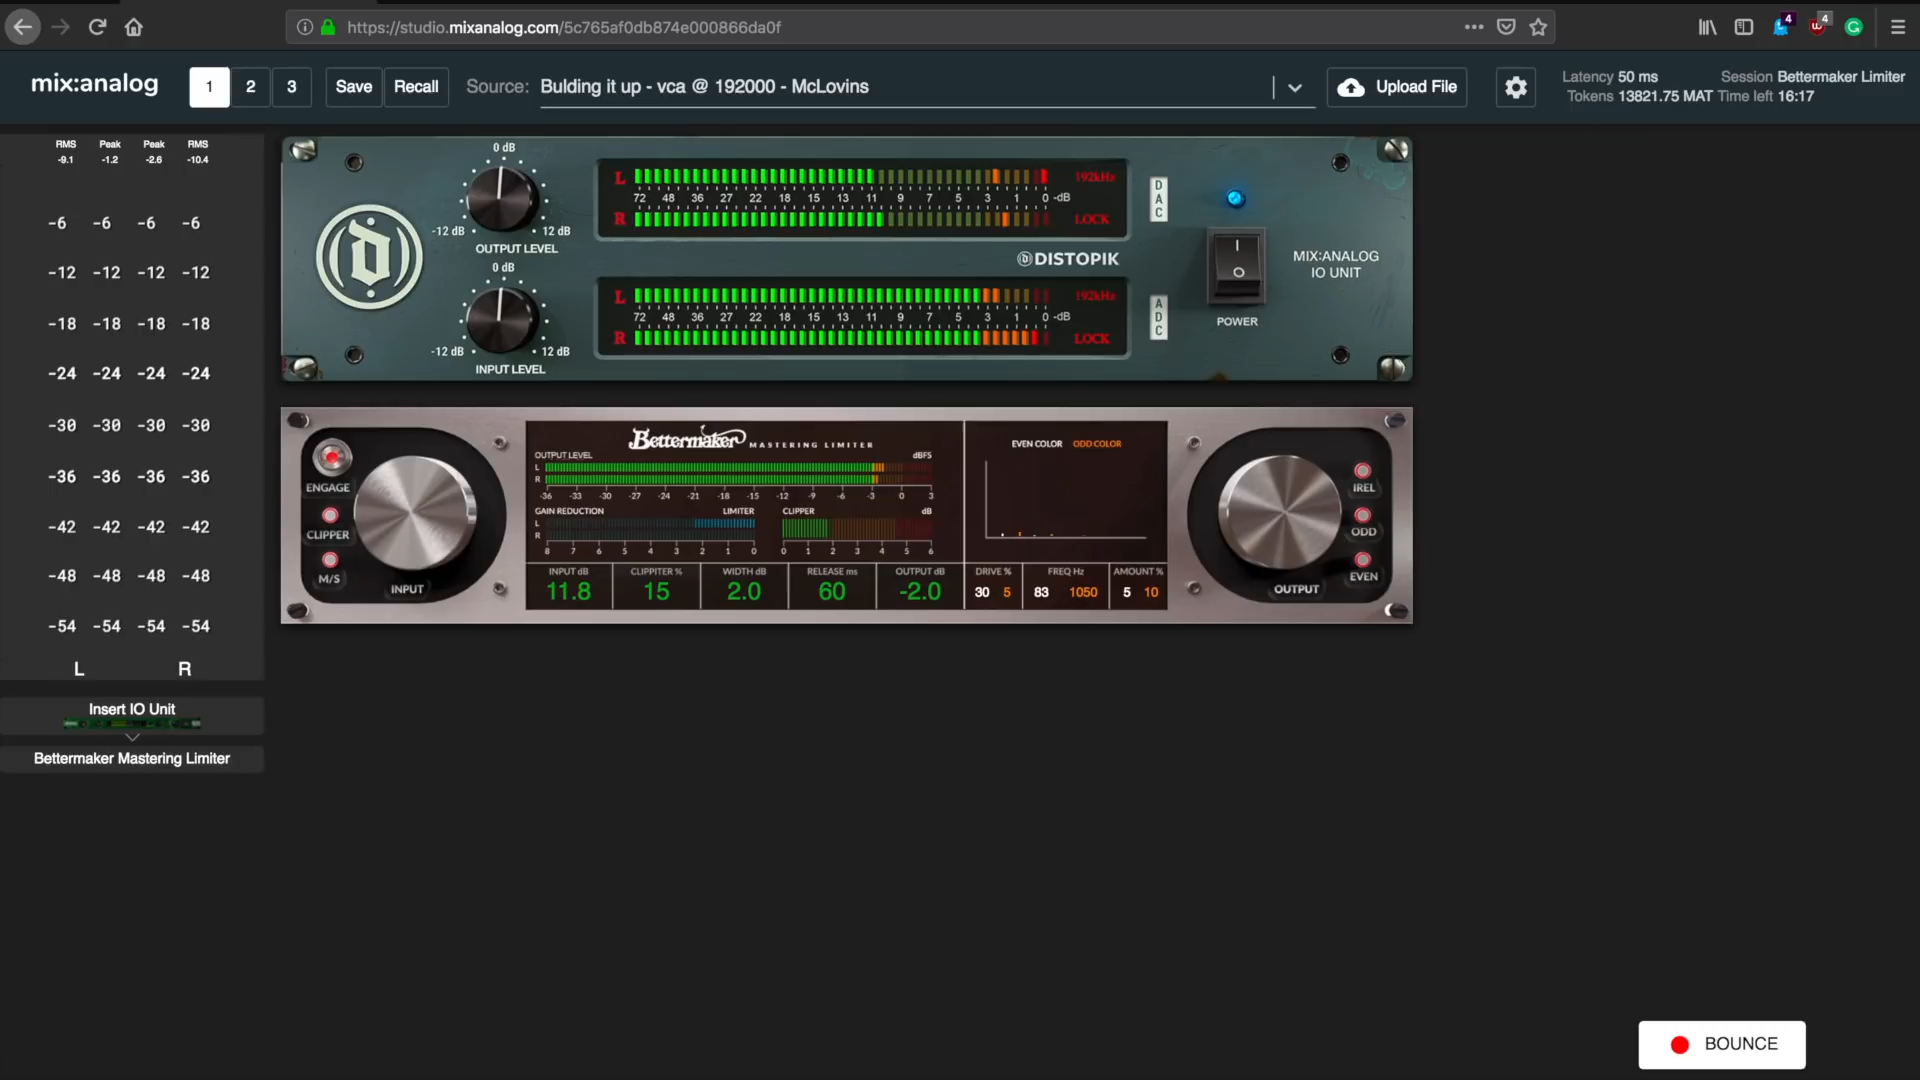 https://studio.mixanalog.com/5c765af0db874e000866da0f
4
4
mix:analog
1 2 3 Save Recall Source: Bulding it up - vca @ 192000 - McLovins Upload File
Latency 50 ms Session Bettermaker Limiter
Tokens 13821.75 MAT Time left 16:17
RMS Peak Peak RMS
-9.1 -1.2 -2.6 -10.4
-6 -6 -6 -6
-12 -12 -12 -12
-18 -18 -18 -18
-24 -24 -24 -24
-30 -30 -30 -30
-36 -36 -36 -36
-42 -42 -42 -42
-48 -48 -48 -48
-54 -54 -54 -54
L R
Insert IO Unit
Bettermaker Mastering Limiter
0 dB
-12 dB 12 dB
OUTPUT LEVEL
0 dB
-12 dB 12 dB
INPUT LEVEL
L 192kHz
72 48 36 27 22 18 15 13 11 9 7 5 3 1 0 -dB
R LOCK
DAC
DISTOPIK
L 192kHz
72 48 36 27 22 18 15 13 11 9 7 5 3 1 0 -dB
R LOCK
ADC
POWER
MIX:ANALOG
IO UNIT
ENGAGE
CLIPPER
M/S
INPUT
Bettermaker MASTERING LIMITER
OUTPUT LEVEL dBFS
L
R
-36 -33 -30 -27 -24 -21 -18 -15 -12 -9 -6 -3 0 3
GAIN REDUCTION LIMITER CLIPPER dB
L
R
8 7 6 5 4 3 2 1 0 0 1 2 3 4 5 6
INPUT dB CLIPPITER % WIDTH dB RELEASE ms OUTPUT dB
11.8 15 2.0 60 -2.0
EVEN COLOR ODD COLOR
DRIVE % FREQ Hz AMOUNT %
30 5 83 1050 5 10
OUTPUT
IREL
ODD
EVEN
BOUNCE